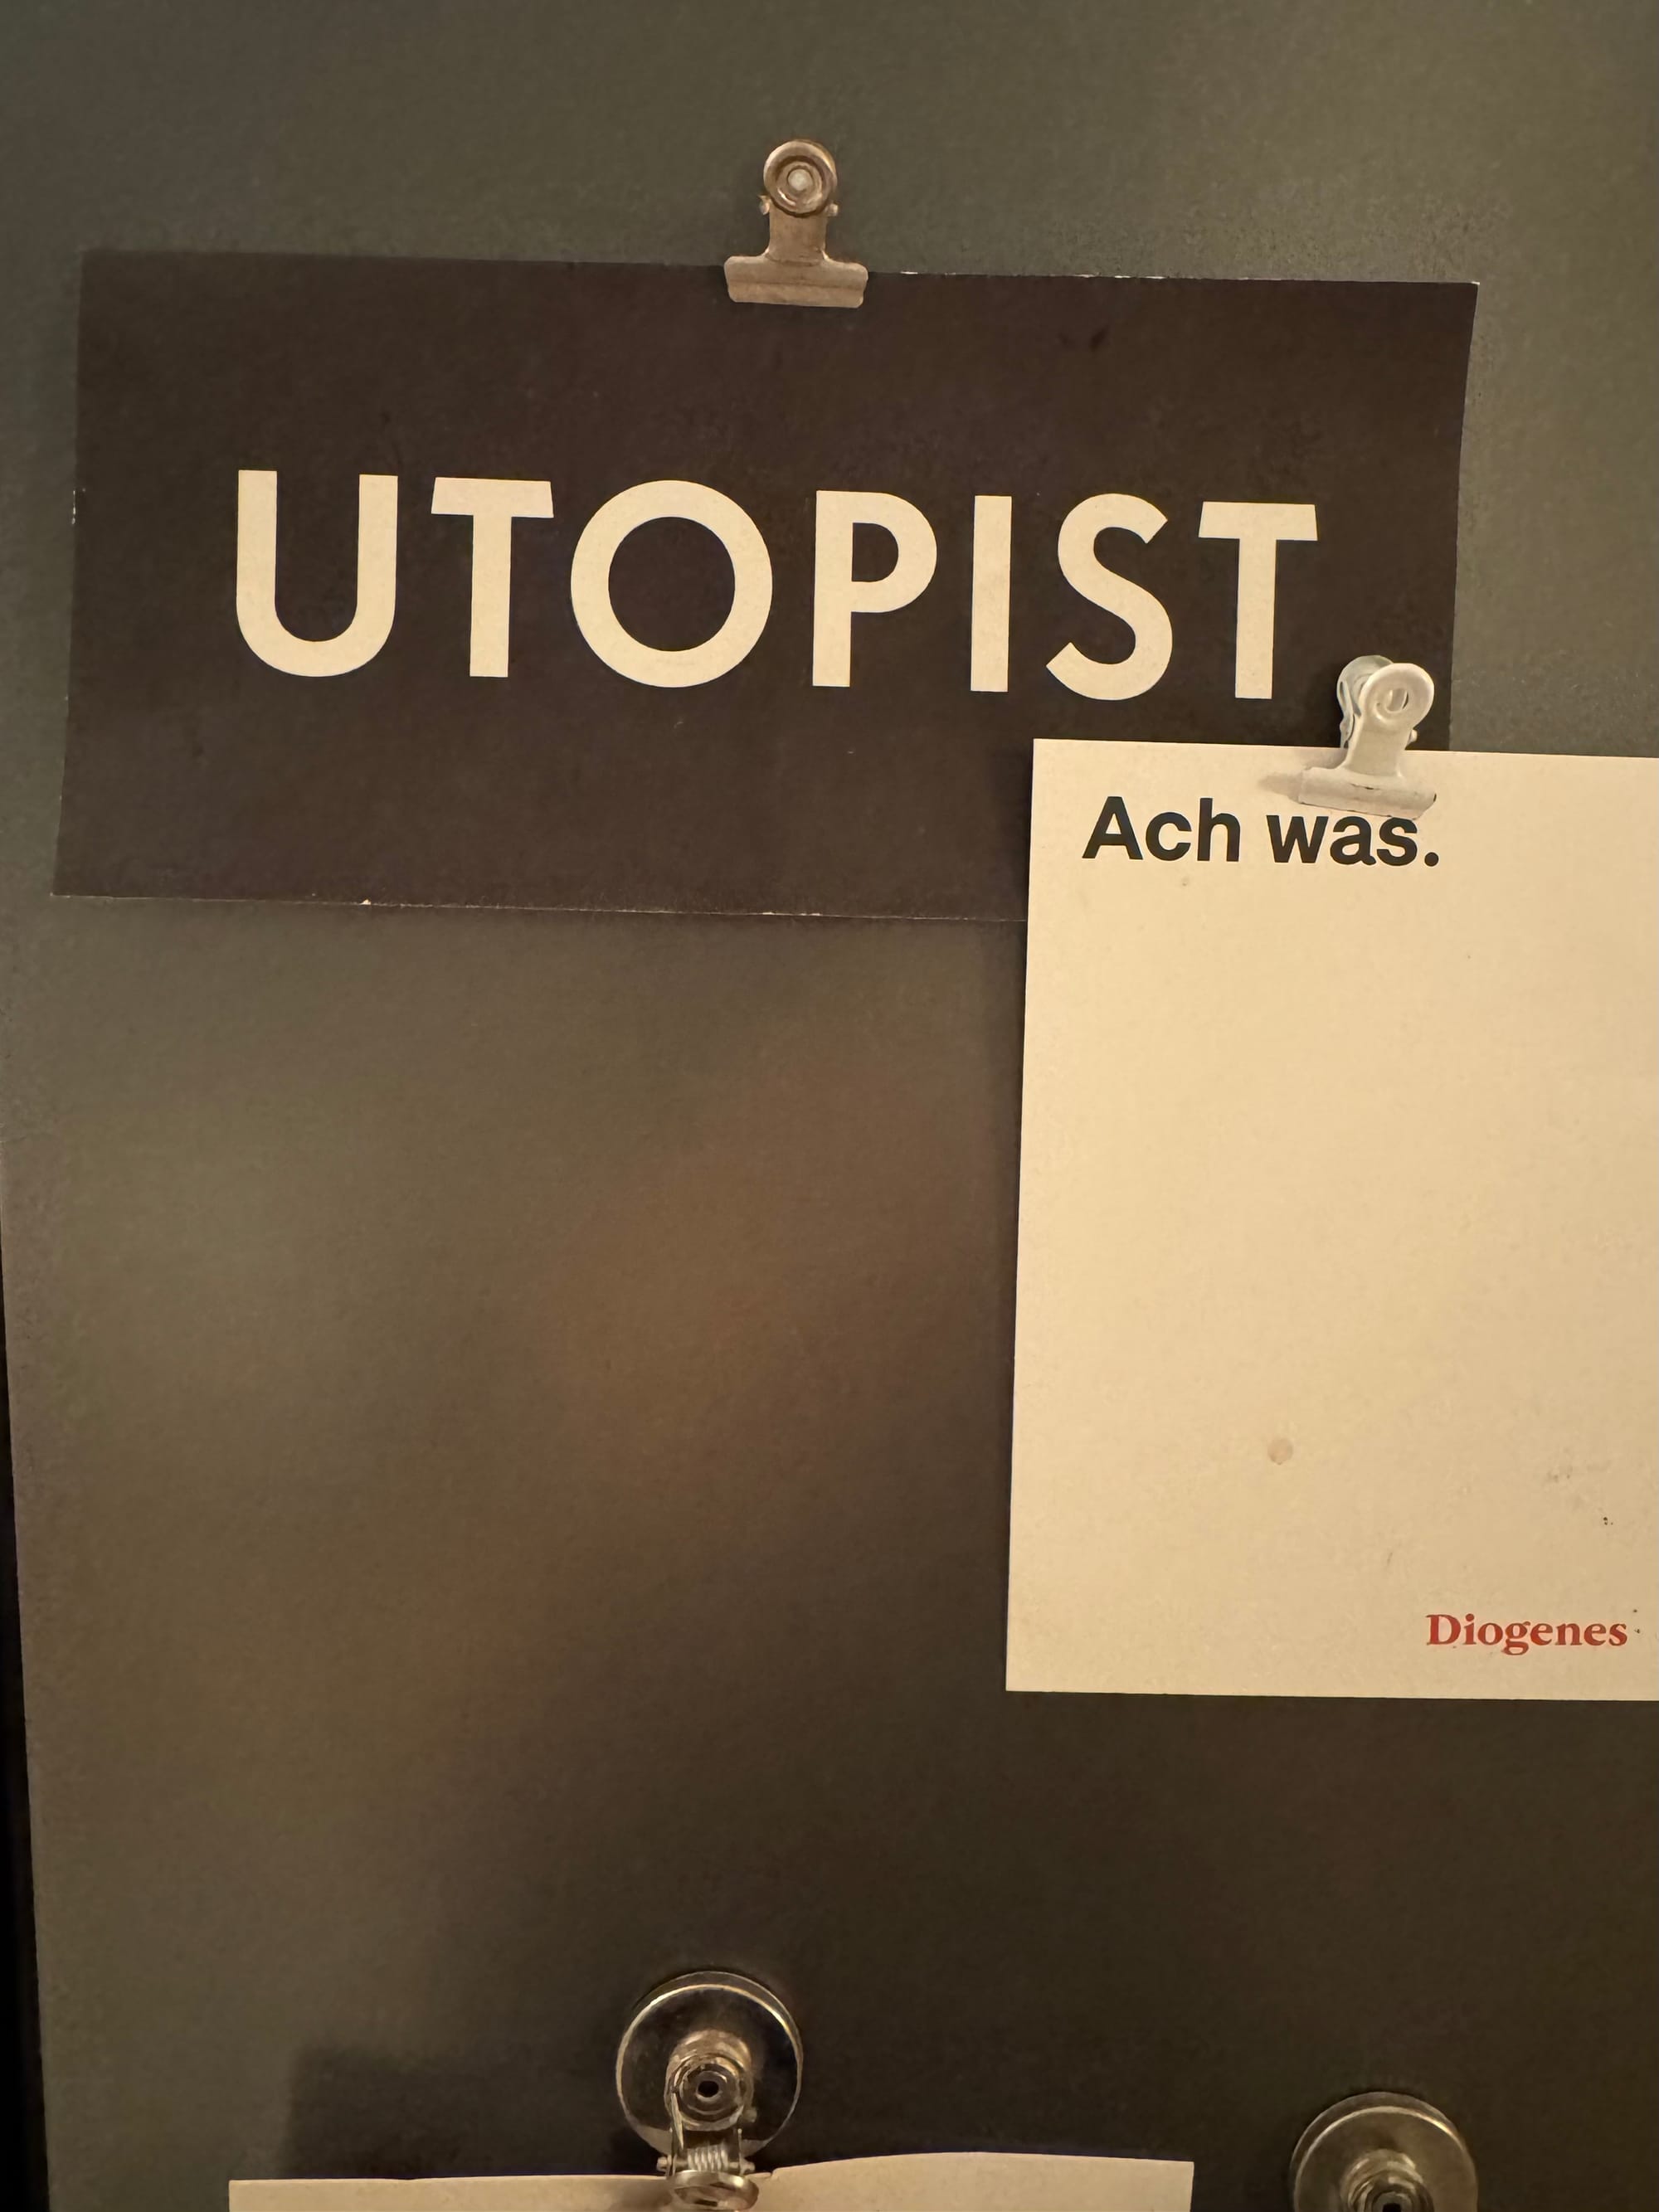 UTOPIST
Ach was.
Diogenes